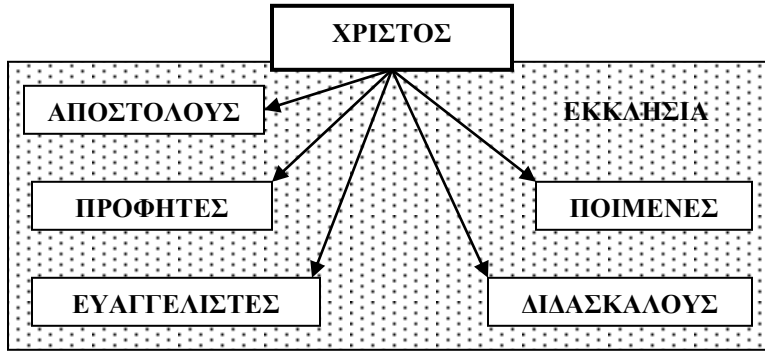 ΧΡΙΣΤΟΣ
ΑΠΟΣΤΟΛΟΥΣ
ΕΚΚΛΗΣΙΑ
ΠΡΟΦΗΤΕΣ
ΠΟΙΜΕΝΕΣ
ΕΥΑΓΓΕΛΙΣΤΕΣ
ΔΙΔΑΣΚΑΛΟΥΣ